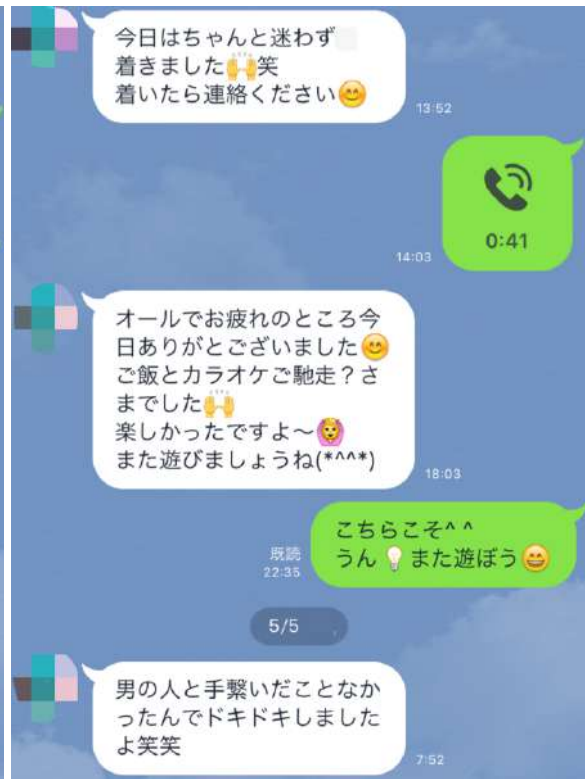 今日はちゃんと迷わず
着きました🙌笑
着いたら連絡ください😊
13:52
0:41
14:03
オールでお疲れのところ今
日ありがとございました😊
ご飯とカラオケご馳走?さ
までした🙌
楽しかったですよ〜🙆
また遊びましょうね(*^^*)
18:03
こちらこそ^ ^
うん💡また遊ぼう😄
既読
22:35
5/5
男の人と手繋いだことなか
ったんでドキドキしました
よ笑笑
7:52